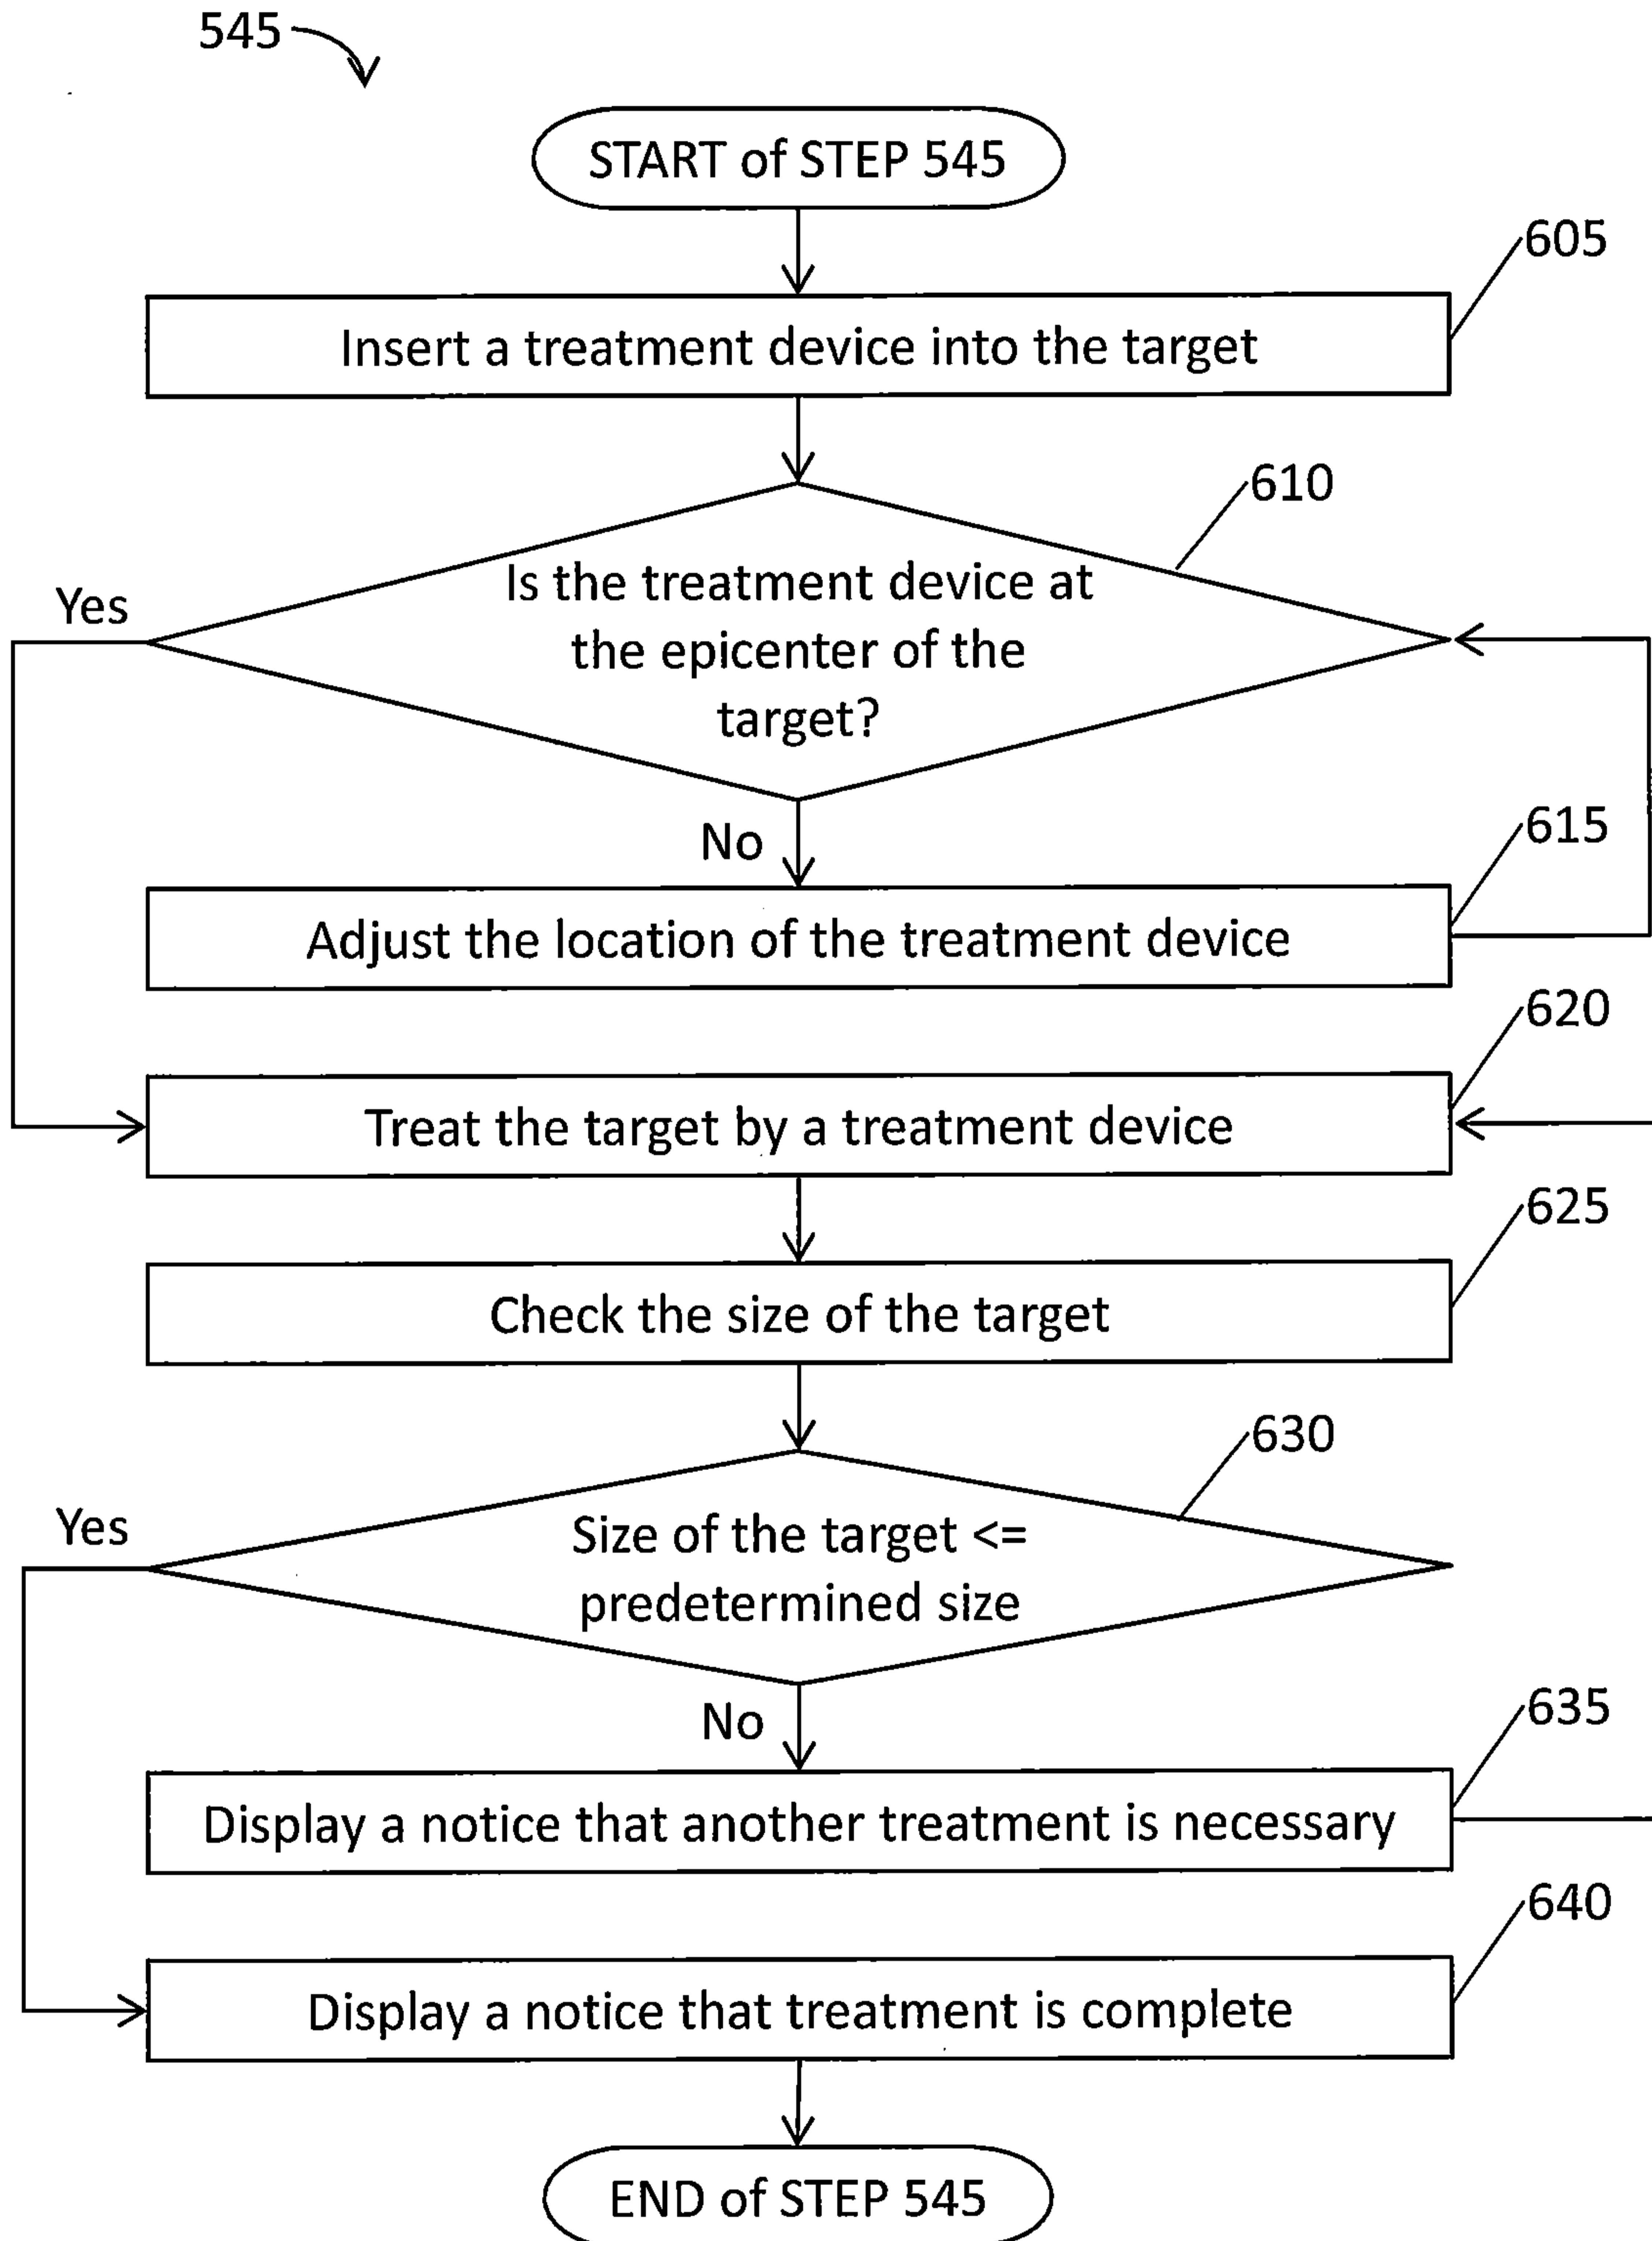 545
START of STEP 545
605
Insert a treatment device into the target
610
Is the treatment device at
the epicenter of the
target?
Yes
No
615
Adjust the location of the treatment device
620
Treat the target by a treatment device
625
Check the size of the target
630
Size of the target <=
predetermined size
Yes
No
635
Display a notice that another treatment is necessary
640
Display a notice that treatment is complete
END of STEP 545